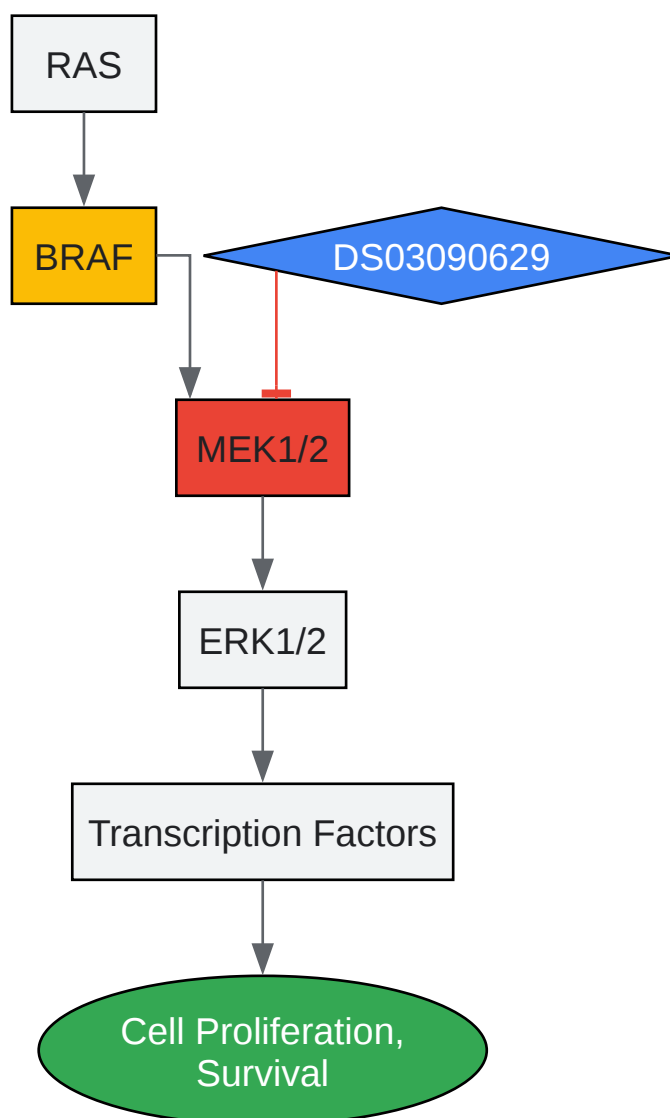 RAS
BRAF
DS03090629
MEK1/2
ERK1/2
Transcription Factors
Cell Proliferation,
Survival